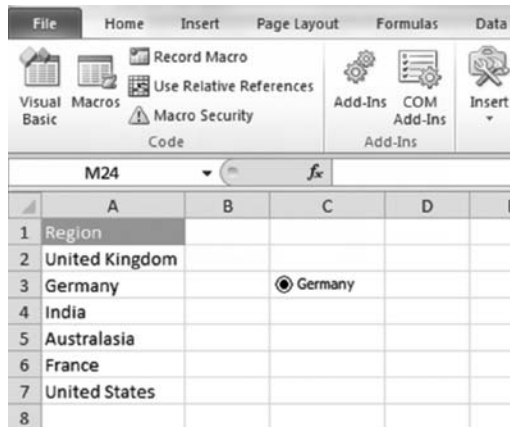 File Home Insert Page Layout Formulas Data
Visual Basic
Macros
Record Macro
Use Relative References
Macro Security
Code
Add-Ins
COM Add-Ins
Add-Ins
Insert
M24 fx
A B C D
1 Region
2 United Kingdom
3 Germany Germany
4 India
5 Australasia
6 France
7 United States
8